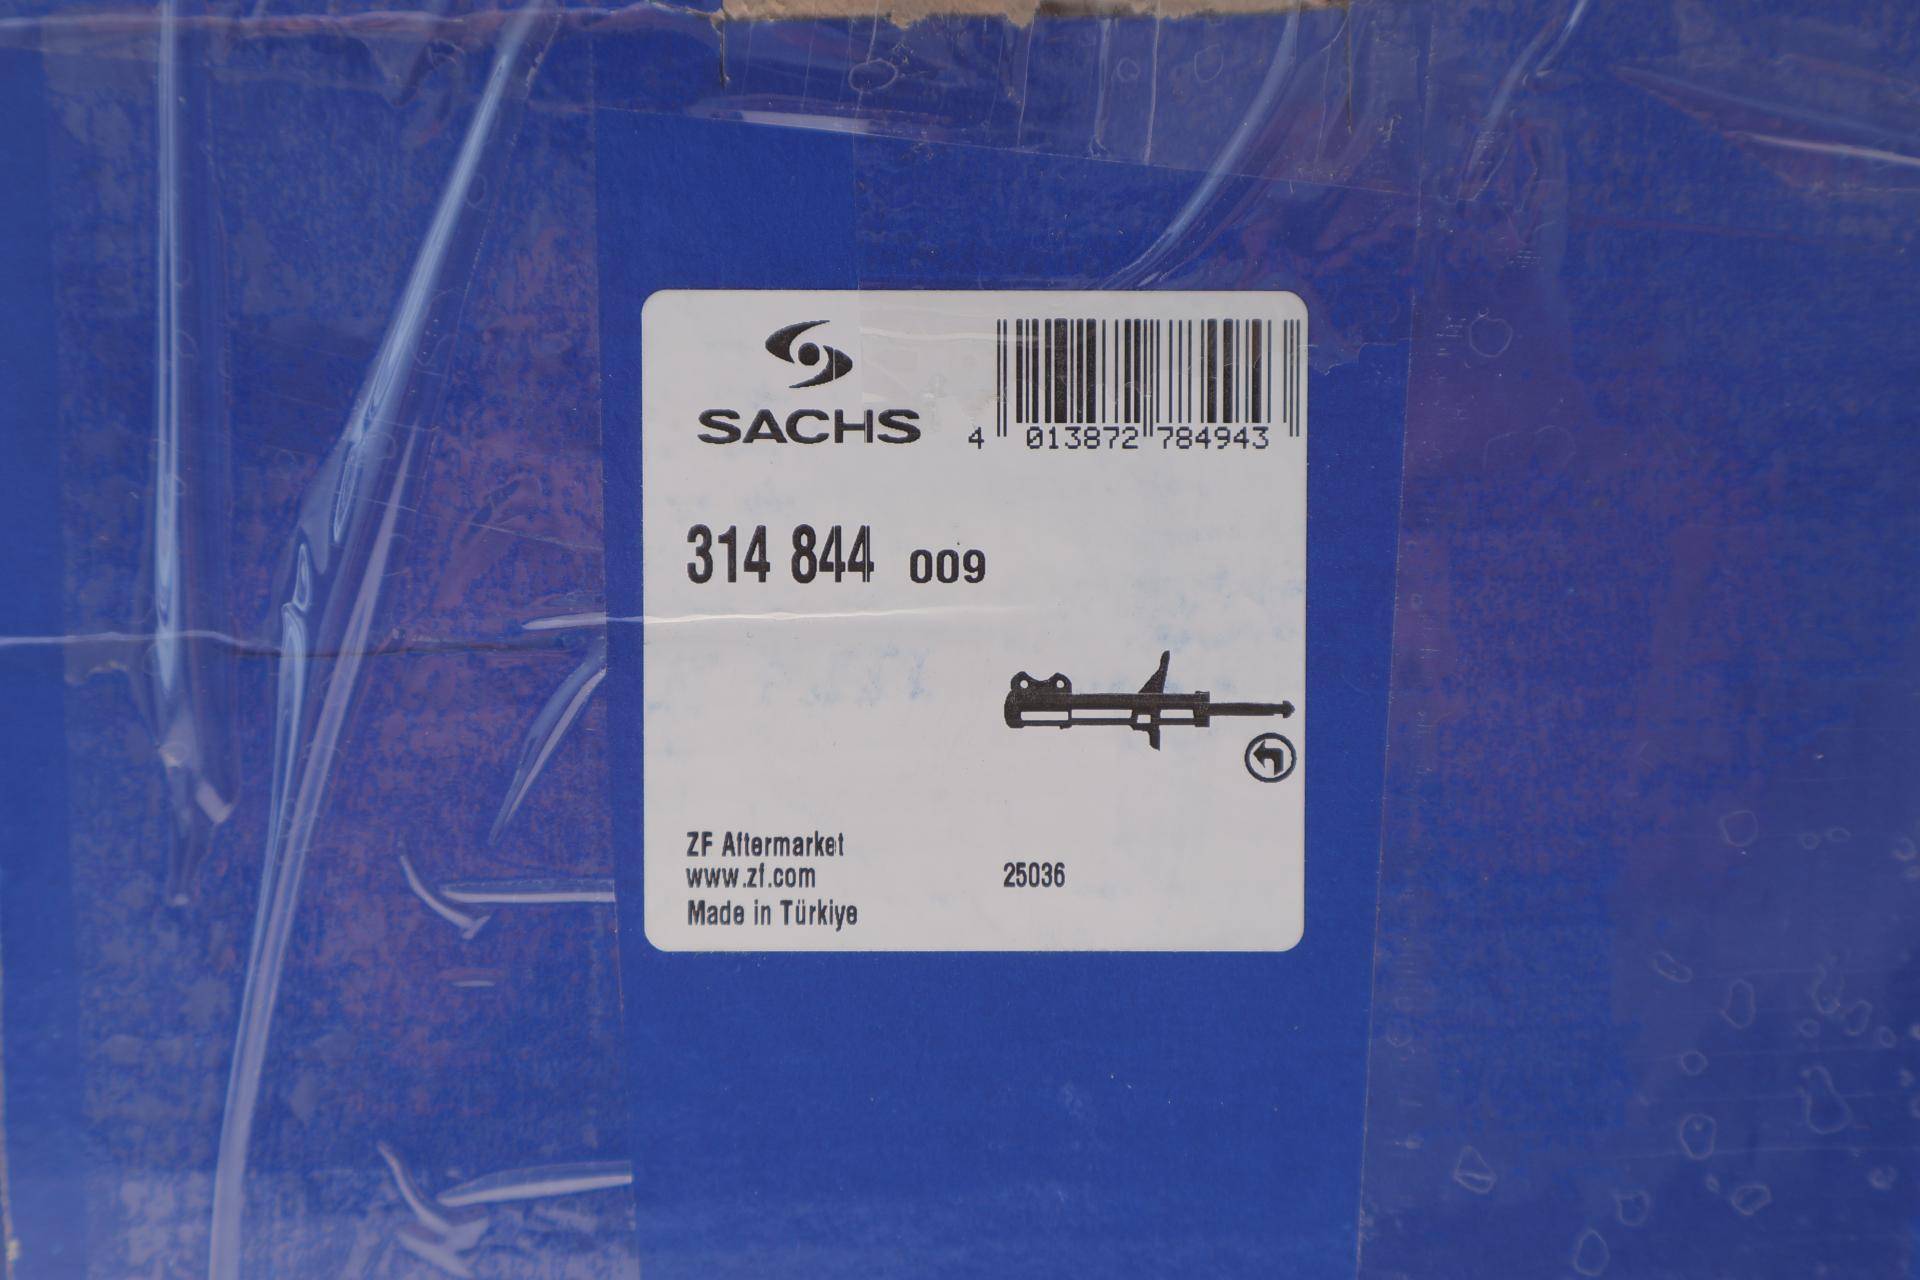 SACHS
4 013872 784943
314 844 009
ZF Aftermarket
www.zf.com
25036
Made in Türkiye